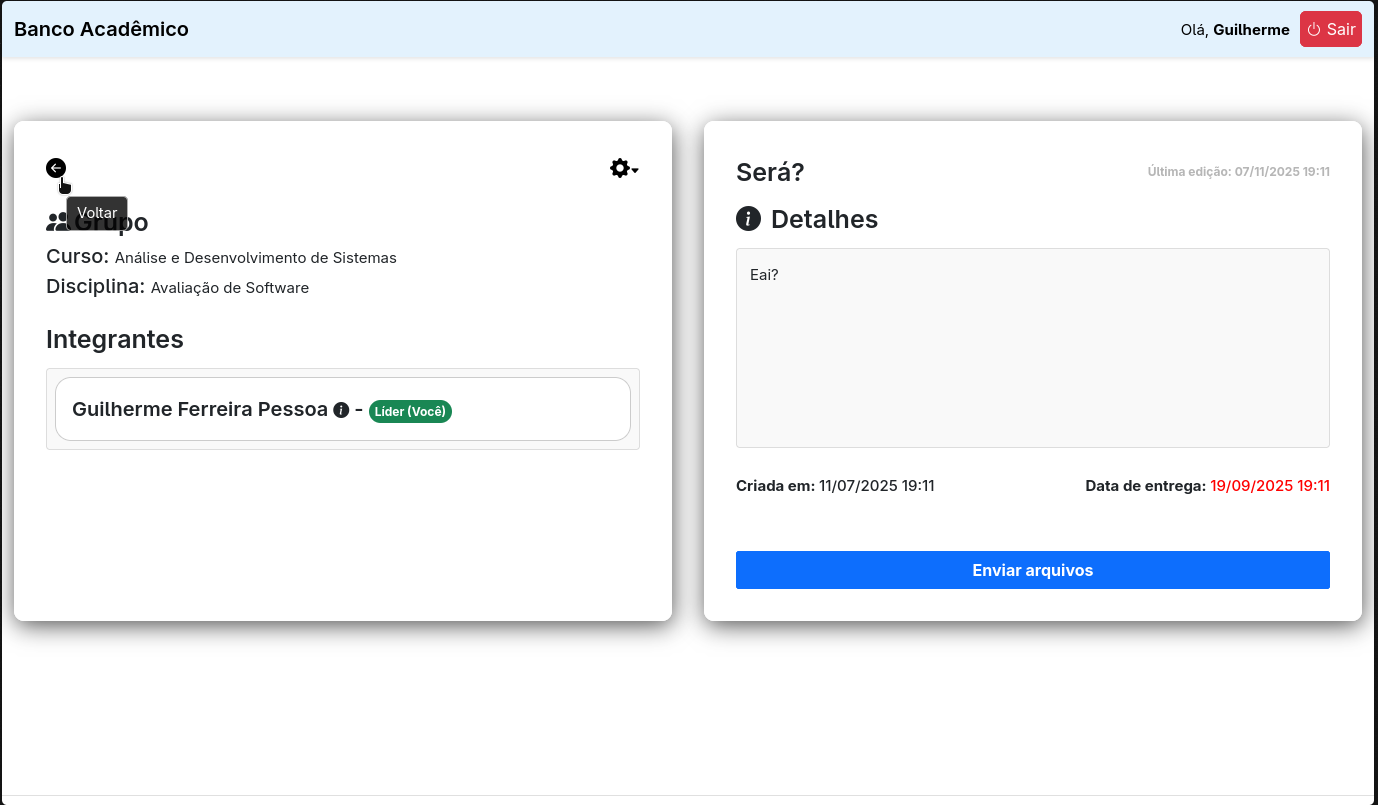 Banco Acadêmico
Olá, Guilherme
Sair
Voltar
Grupo
Curso: Análise e Desenvolvimento de Sistemas
Disciplina: Avaliação de Software
Integrantes
Guilherme Ferreira Pessoa - Líder (Você)
Será?
Última edição: 07/11/2025 19:11
Detalhes
Eai?
Criada em: 11/07/2025 19:11
Data de entrega: 19/09/2025 19:11
Enviar arquivos